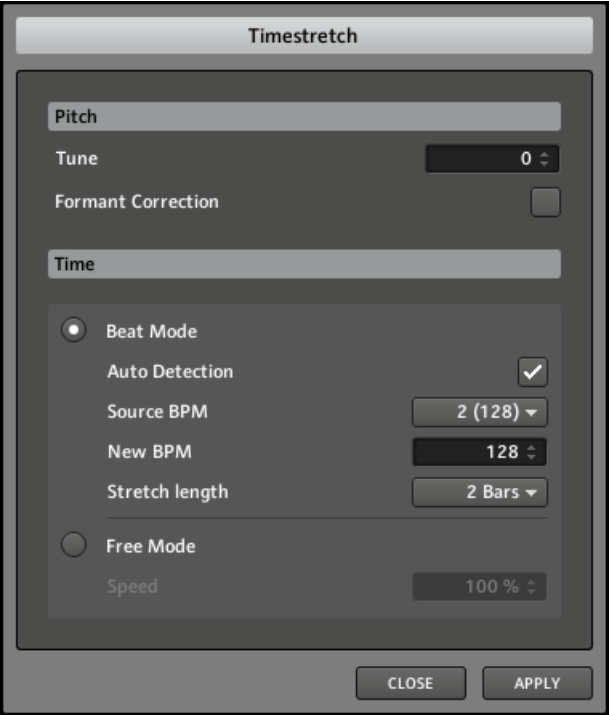 Timestretch
Pitch
Tune 0
Formant Correction
Time
Beat Mode
Auto Detection
Source BPM 2 (128)
New BPM 128
Stretch length 2 Bars
Free Mode
Speed 100 %
CLOSE APPLY